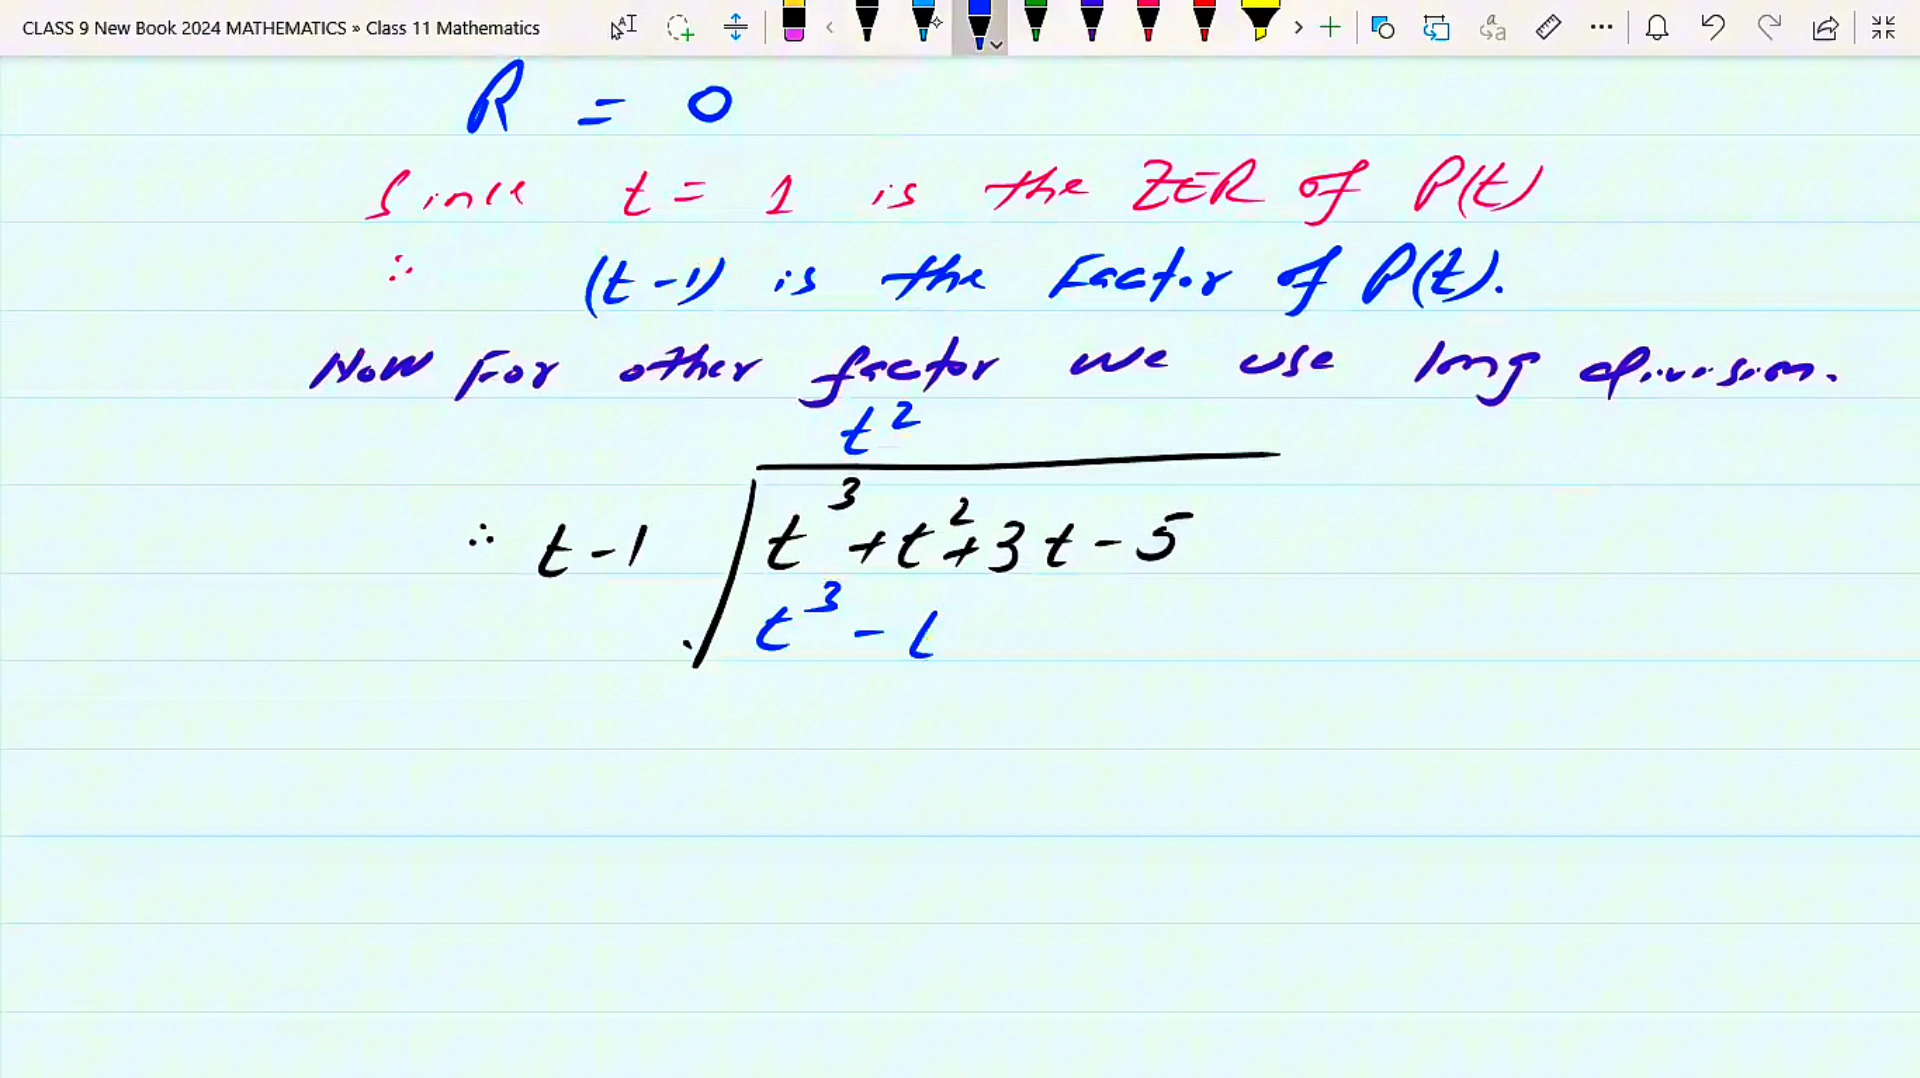 CLASS 9 New Book 2024 MATHEMATICS » Class 11 Mathematics
R = 0
Since t = 1 is the ZER of P(t)
∴ (t-1) is the Factor of P(t).
Now For other factor we use long division.
t²
∴ t-1 t³+t²+3t-5
t³ -